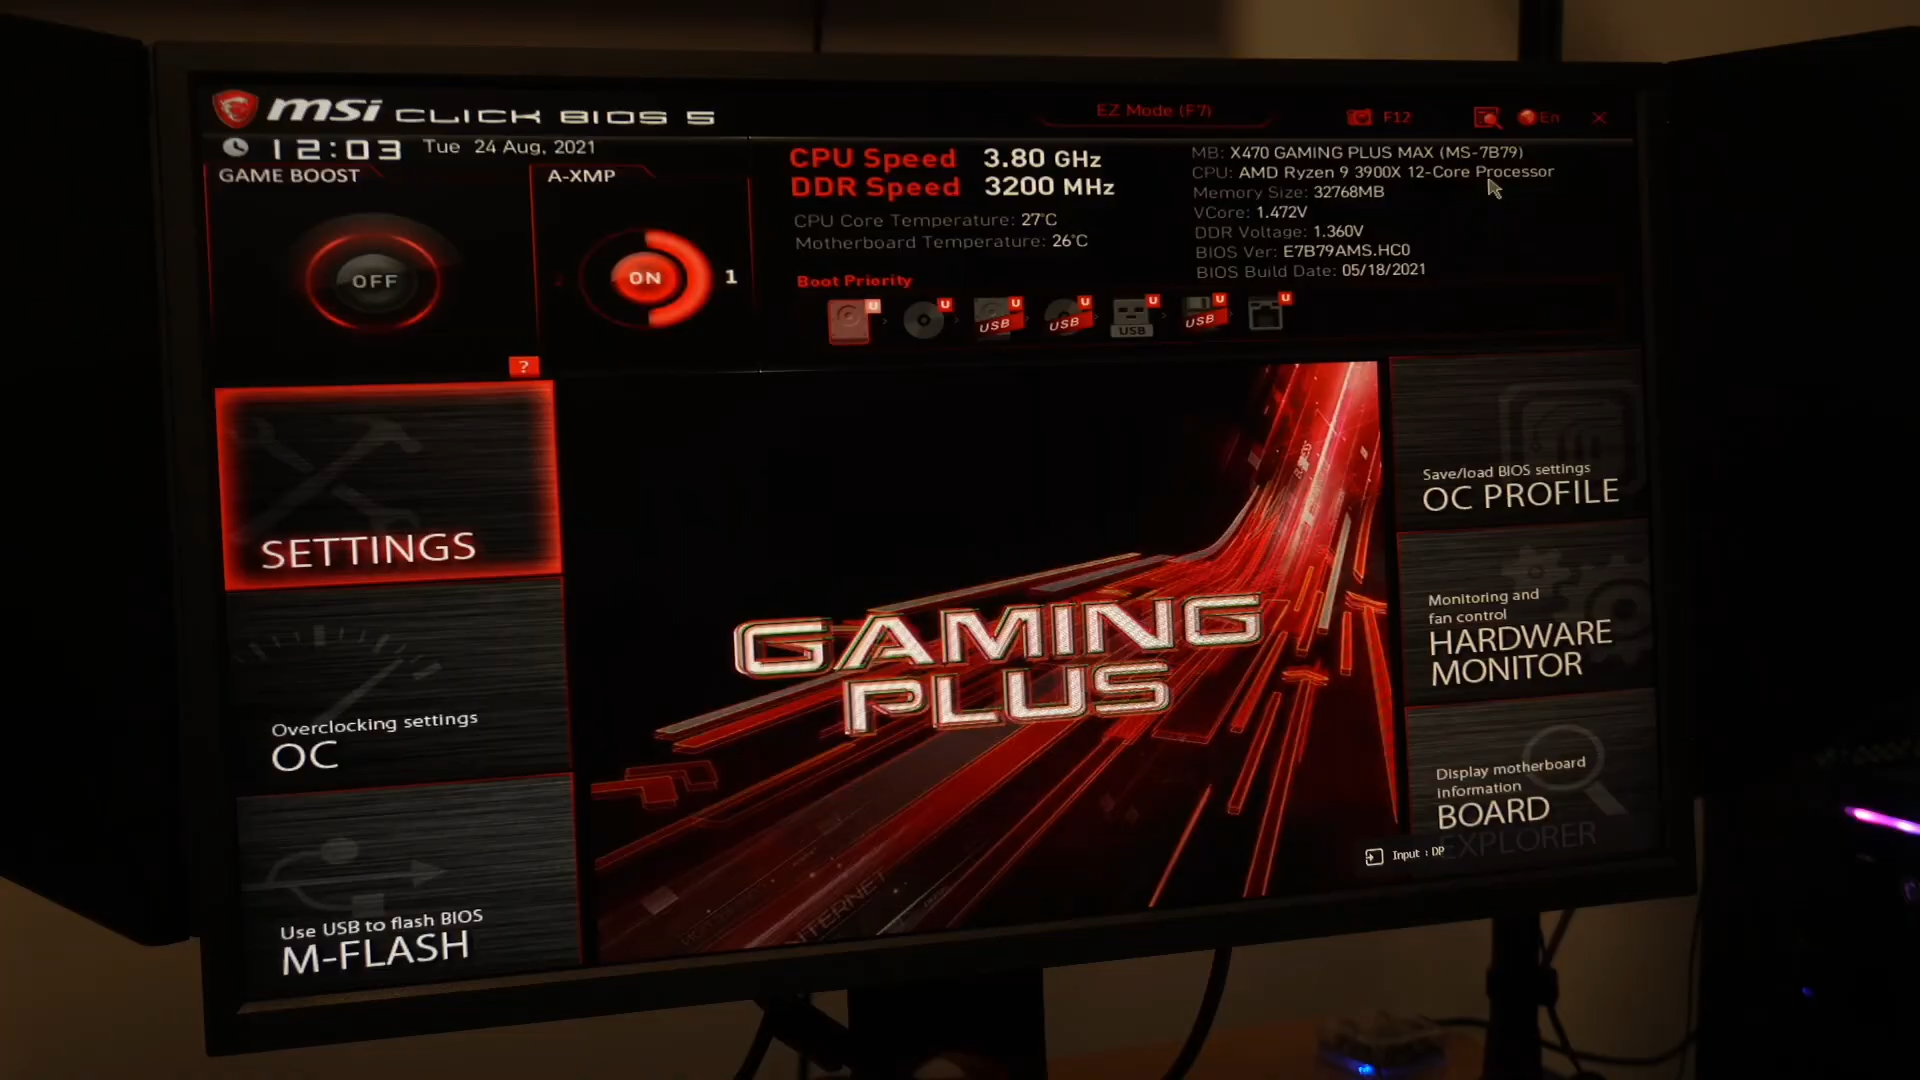 msi CLICK BIOS 5
EZ Mode (F7)
F12
En
12:03 Tue 24 Aug, 2021
GAME BOOST
OFF
A-XMP
ON
1
CPU Speed 3.80 GHz
DDR Speed 3200 MHz
CPU Core Temperature: 27°C
Motherboard Temperature: 26°C
MB: X470 GAMING PLUS MAX (MS-7B79)
CPU: AMD Ryzen 9 3900X 12-Core Processor
Memory Size: 32768MB
VCore: 1.472V
DDR Voltage: 1.360V
BIOS Ver: E7B79AMS.HC0
BIOS Build Date: 05/18/2021
Boot Priority
U U U U U U U
USB USB USB USB
?
SETTINGS
Overclocking settings
OC
Use USB to flash BIOS
M-FLASH
GAMING
PLUS
Save/load BIOS settings
OC PROFILE
Monitoring and
fan control
HARDWARE
MONITOR
Display motherboard
information
BOARD
EXPLORER
Input : DP